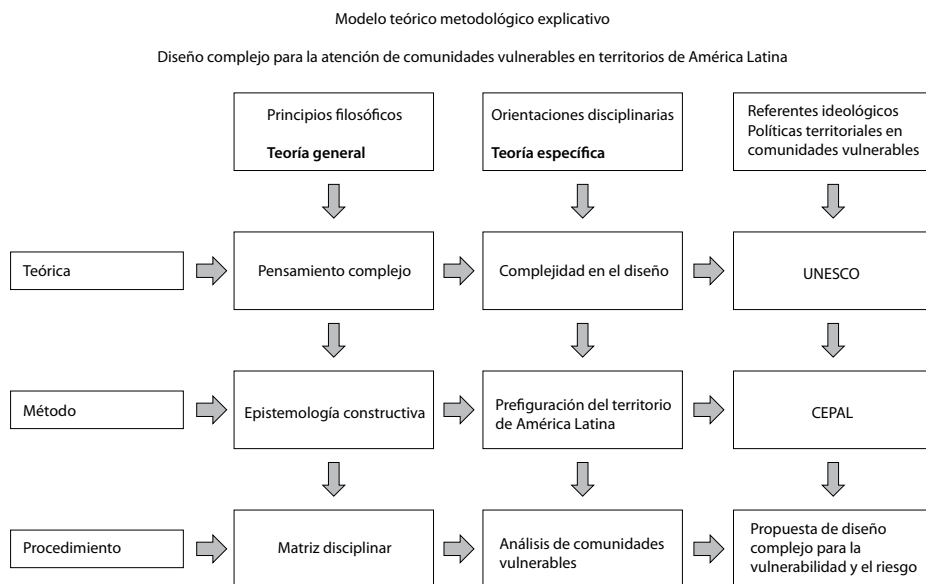 Modelo teórico metodológico explicativo
Diseño complejo para la atención de comunidades vulnerables en territorios de América Latina
Principios filosóficos
Teoría general
Orientaciones disciplinarias
Teoría específica
Referentes ideológicos
Políticas territoriales en
comunidades vulnerables
Teórica
Pensamiento complejo
Complejidad en el diseño
UNESCO
Método
Epistemología constructiva
Prefiguración del territorio
de América Latina
CEPAL
Procedimiento
Matriz disciplinar
Análisis de comunidades
vulnerables
Propuesta de diseño
complejo para la
vulnerabilidad y el riesgo